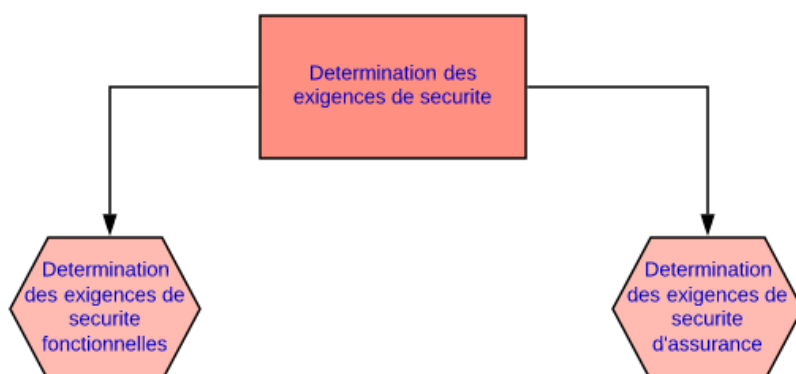 Determination des
exigences de securite
Determination
des exigences de
securite
fonctionnelles
Determination
des exigences de
securite
d'assurance